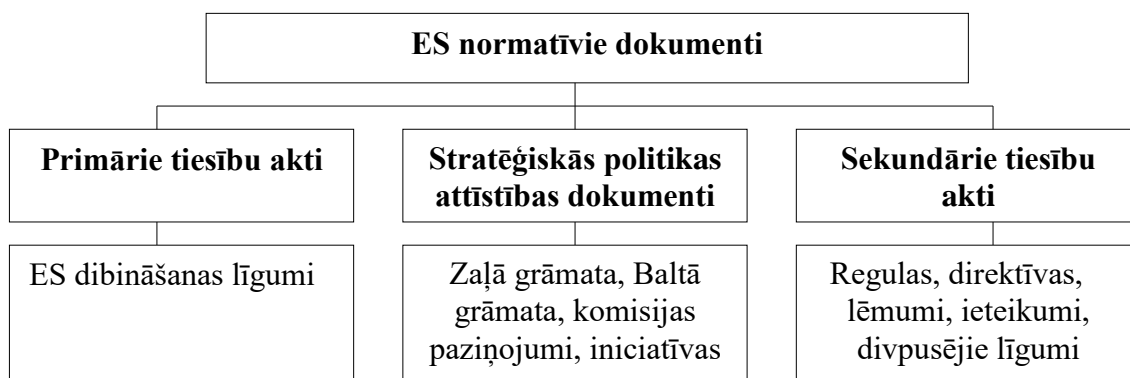 ES normatīvie dokumenti
Primārie tiesību akti
Stratēģiskās politikas
attīstības dokumenti
Sekundārie tiesību
akti
ES dibināšanas līgumi
Zaļā grāmata, Baltā
grāmata, komisijas
paziņojumi, iniciatīvas
Regulas, direktīvas,
lēmumi, ieteikumi,
divpusējie līgumi